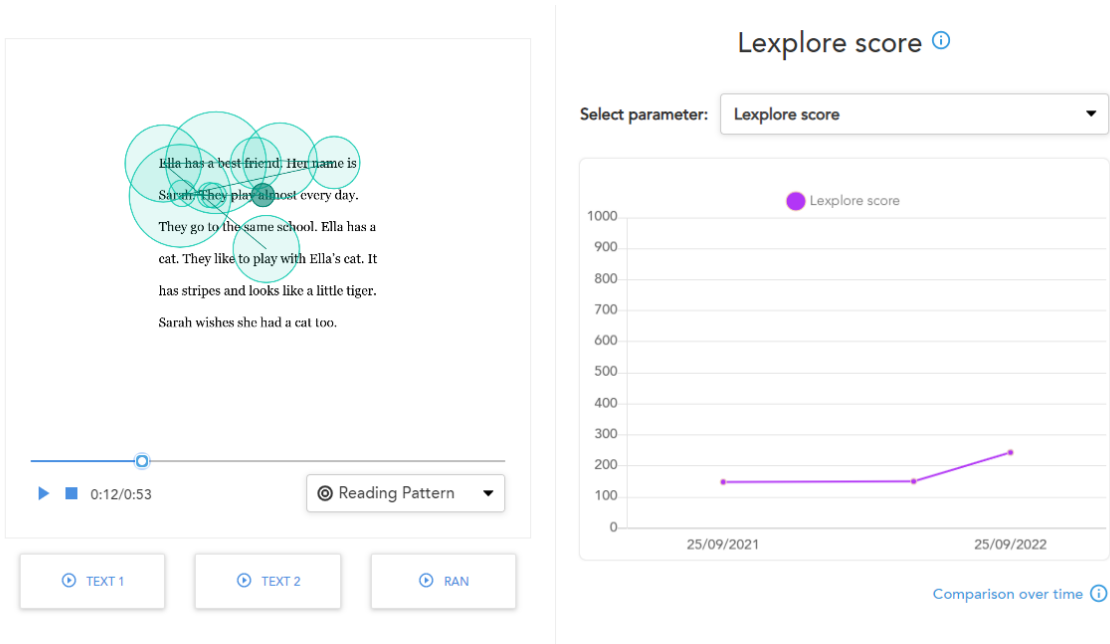 Ella has a best friend. Her name is
Sarah. They play almost every day.
They go to the same school. Ella has a
cat. They like to play with Ella's cat. It
has stripes and looks like a little tiger.
Sarah wishes she had a cat too.
0:12/0:53
Reading Pattern
TEXT 1
TEXT 2
RAN
Lexplore score
Select parameter:
Lexplore score
Lexplore score
1000
900
800
700
600
500
400
300
200
100
0
25/09/2021
25/09/2022
Comparison over time